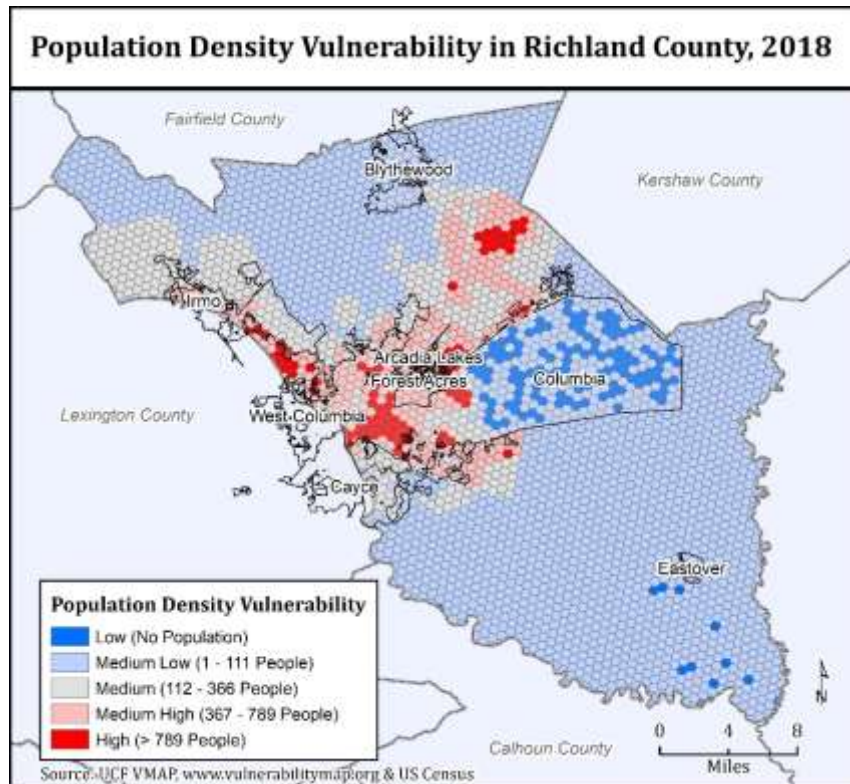 Population Density Vulnerability in Richland County, 2018
Fairfield County
Blythewood
Kershaw County
Irmo
Arcadia Lakes
Forest Acres
Columbia
Lexington County
West Columbia
Cayce
Eastover
Population Density Vulnerability
Low (No Population)
Medium Low (1 - 111 People)
Medium (112 - 366 People)
Medium High (367 - 789 People)
High (> 789 People)
N
0 2 4 8
Miles
Calhoun County
Source: UCF VMAP, www.vulnerabilitymap.org & US Census